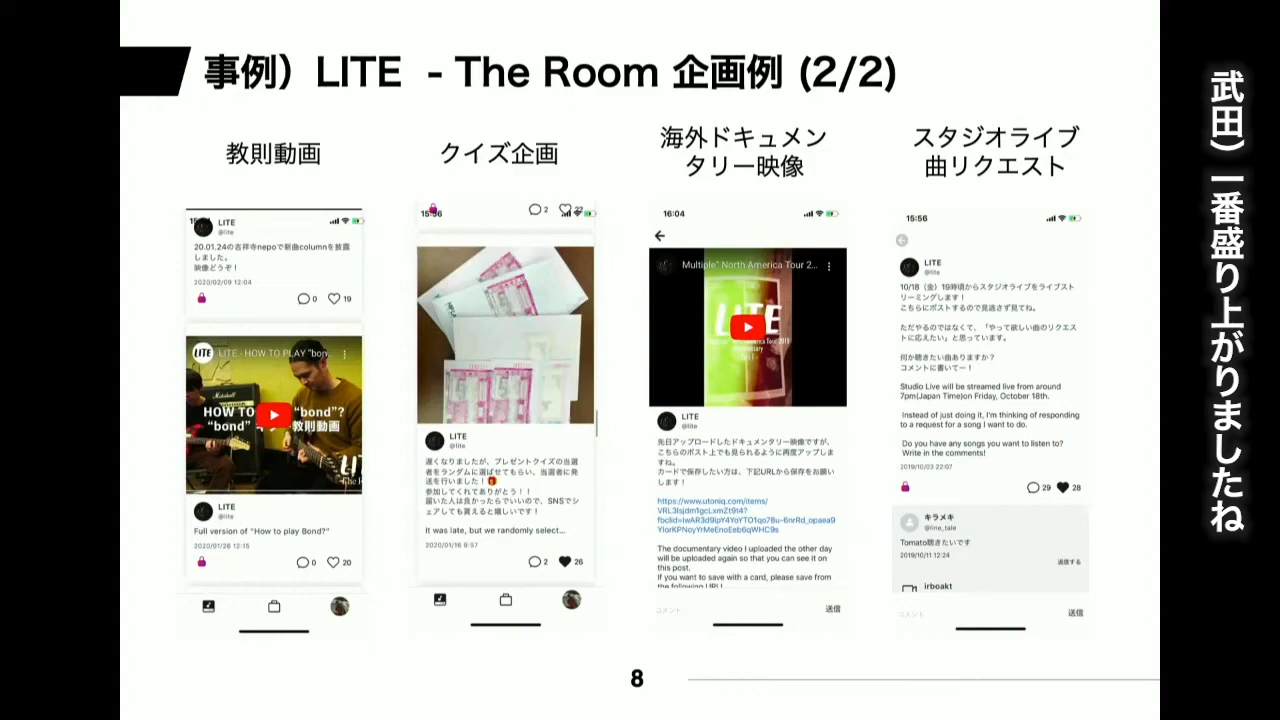 事例）LITE - The Room 企画例 (2/2)
教則動画
クイズ企画
海外ドキュメン
タリー映像
スタジオライブ
曲リクエスト
LITE
@lite
20.01.24の吉祥寺nepoで新曲columnを披露
しました。
映像どうぞ！
2020/02/09 12:04
0
19
LITE
LITE - HOW TO PLAY "bon...
Marshall
LITE
@lite
Full version of "How to play Bond?"
2020/01/26 12:15
0
20
2
22
LITE
@lite
遅くなりましたが、プレゼントクイズの当選
者をランダムに選ばせてもらい、当選者に発
送を行いました！🎁
参加してくれてありがとう！！
届いた人は良かったらでいいので、SNSでシ
ェアしても貰えると嬉しいです！
It was late, but we randomly select...
2020/01/16 9:57
2
26
16:04
Multiple" North America Tour 2...
LITE
LITE
@lite
先日アップロードしたドキュメンタリー映像ですが、
こちらのポスト上でも見られるように再度アップしま
すね。
カードで保存したい方は、下記URLから保存をお願い
します！
https://www.utoniq.com/items/
The documentary video I uploaded the other day
will be uploaded again so that you can see it on
this post.
If you want to save with a card, please save from
the following URL!
コメント
送信
15:56
LITE
@lite
10/18（金）19時頃からスタジオライブをライブスト
リーミングします！
こちらにポストするので見逃さず見てね。
ただやるのではなくて、「やって欲しい曲のリクエス
トに応えたい」と思っています。
何か聴きたい曲ありますか？
コメントに書いてー！
Studio Live will be streamed live from around
7pm(Japan Time)on Friday, October 18th.
Instead of just doing it, I'm thinking of responding
to a request for a song I want to do.
Do you have any songs you want to listen to?
Write in the comments!
2019/10/03 22:07
29
28
キラメキ
@line_tale
Tomato聴きたいです
2019/10/11 12:24
返信する
irboakt
コメント
送信
8
武田）一番盛り上がりましたね